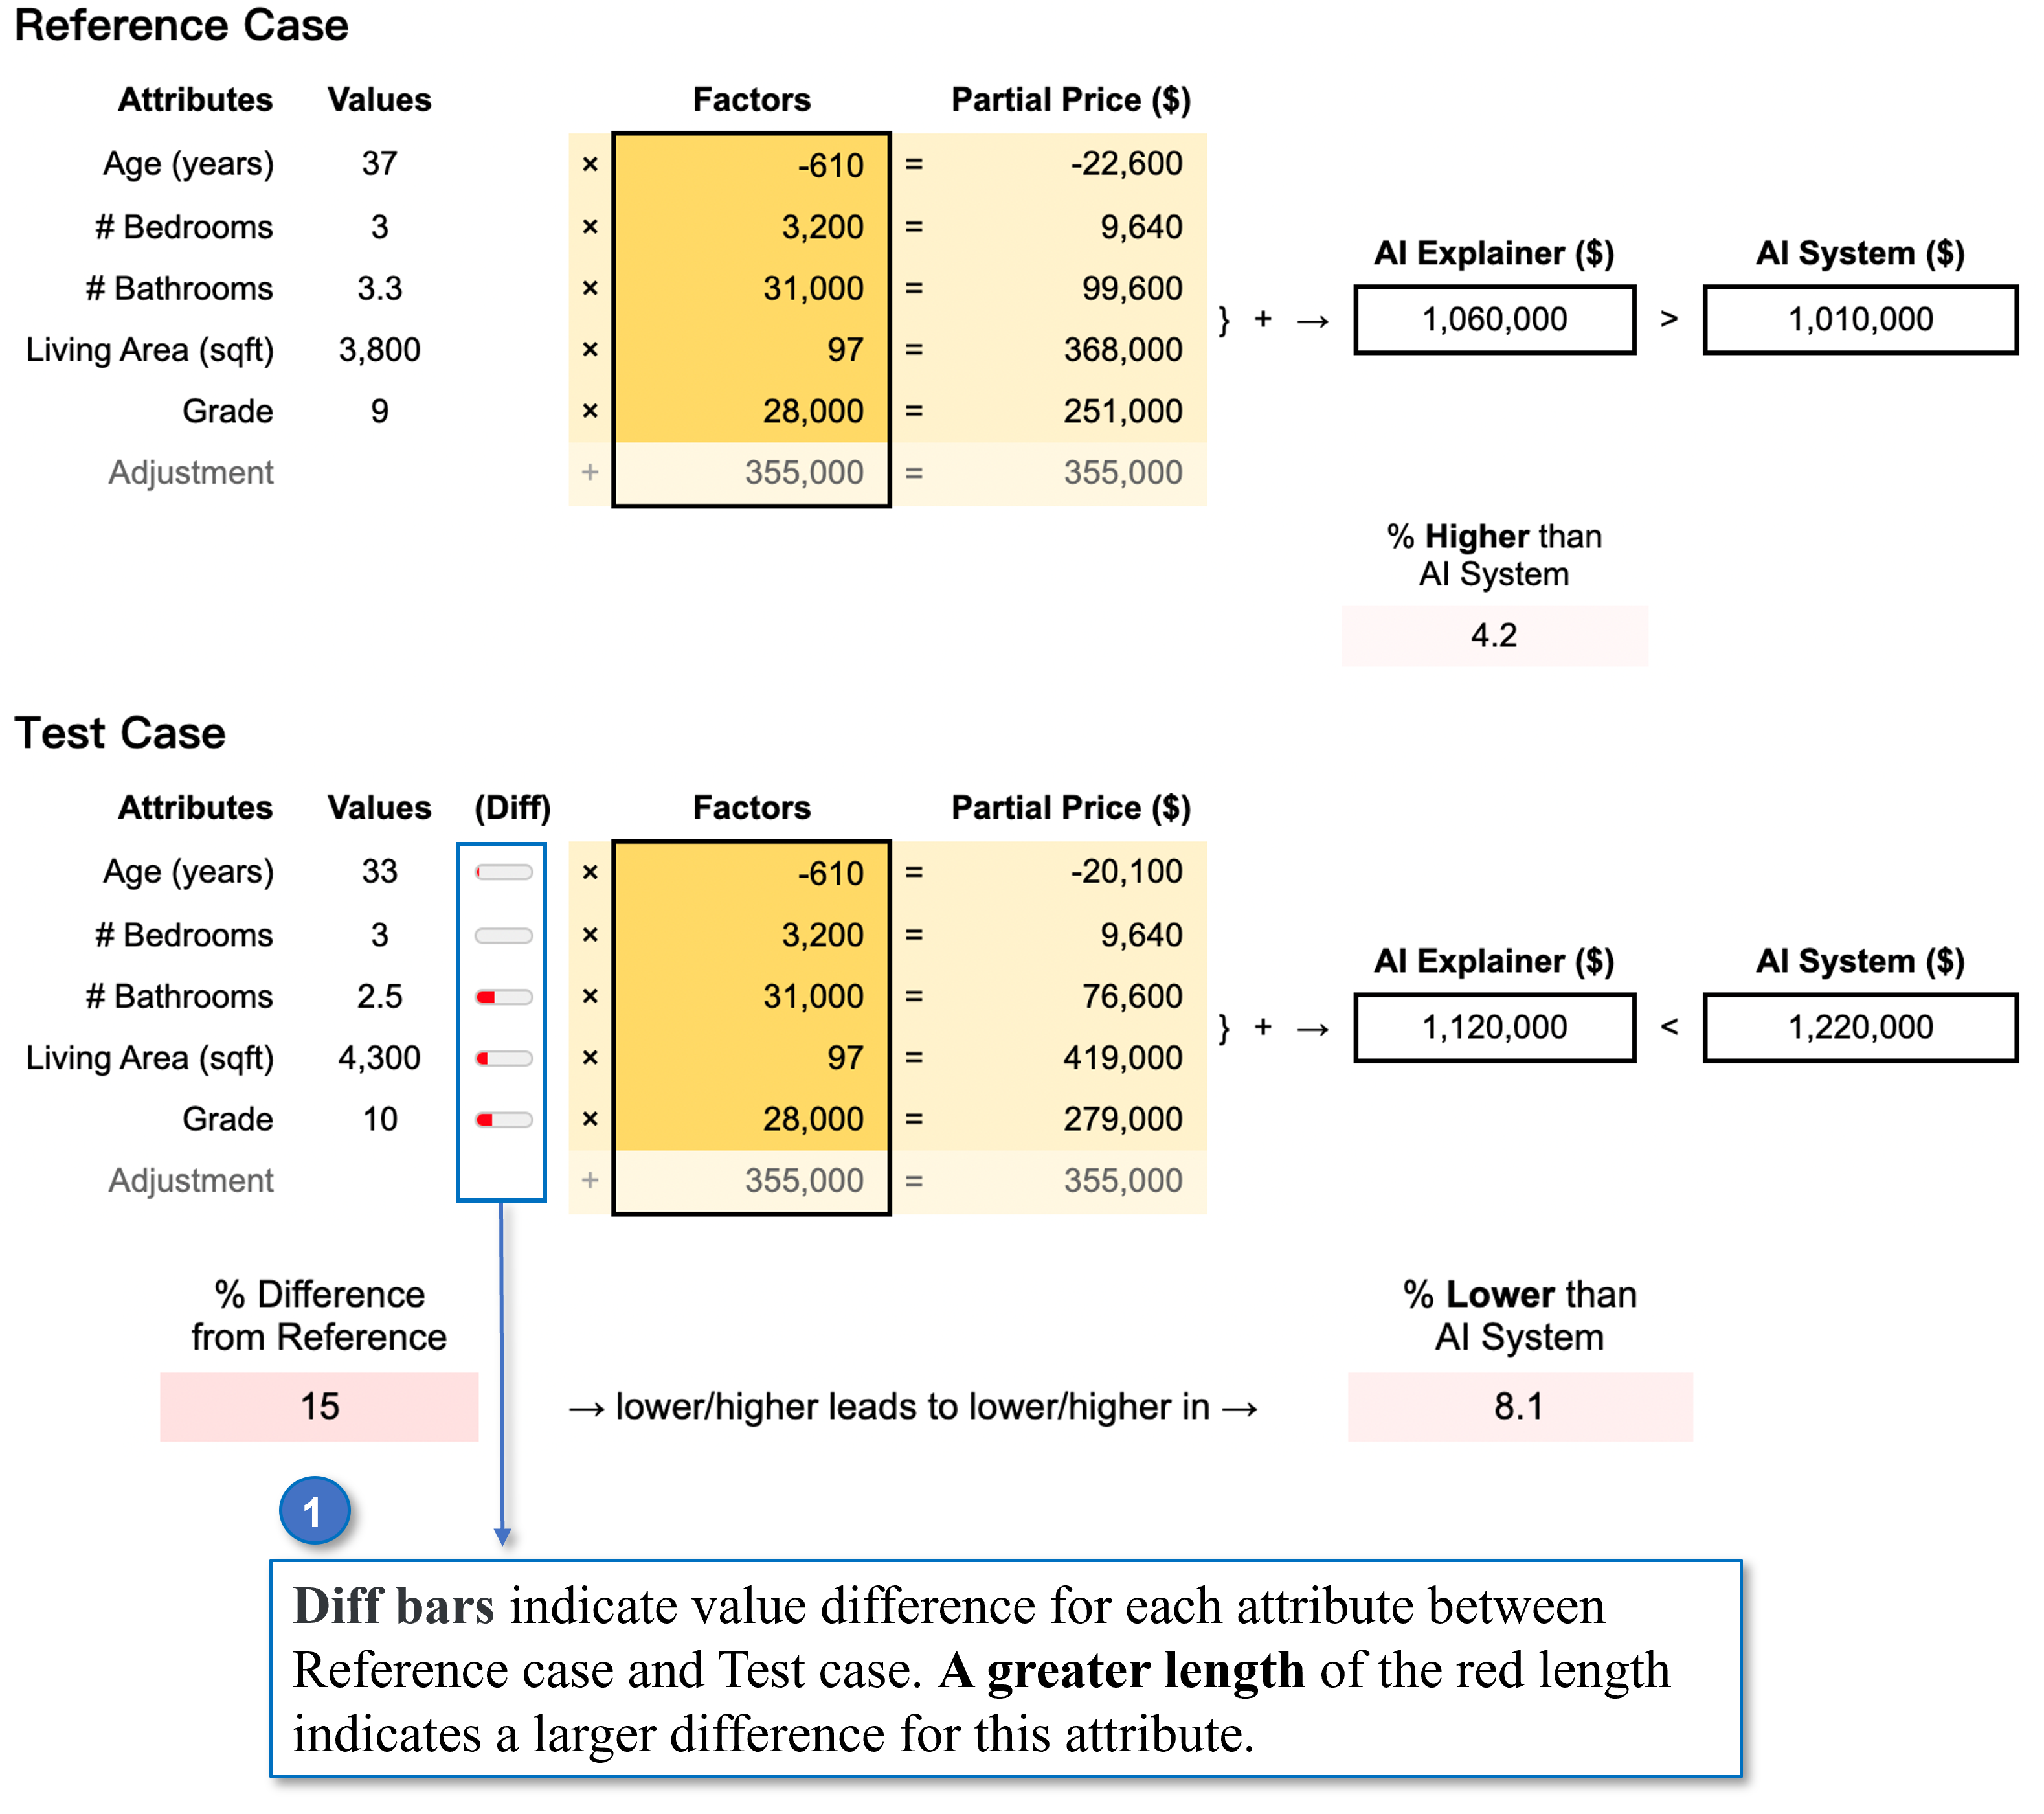 Reference Case
Attributes Values Factors Partial Price ($)
Age (years) 37 × -610 = -22,600
# Bedrooms 3 × 3,200 = 9,640
# Bathrooms 3.3 × 31,000 = 99,600
Living Area (sqft) 3,800 × 97 = 368,000
Grade 9 × 28,000 = 251,000
Adjustment + 355,000 = 355,000
} + →
AI Explainer ($) AI System ($)
1,060,000 > 1,010,000
% Higher than
AI System
4.2
Test Case
Attributes Values (Diff) Factors Partial Price ($)
Age (years) 33 × -610 = -20,100
# Bedrooms 3 × 3,200 = 9,640
# Bathrooms 2.5 × 31,000 = 76,600
Living Area (sqft) 4,300 × 97 = 419,000
Grade 10 × 28,000 = 279,000
Adjustment + 355,000 = 355,000
} + →
AI Explainer ($) AI System ($)
1,120,000 < 1,220,000
% Difference
from Reference
15
→ lower/higher leads to lower/higher in →
% Lower than
AI System
8.1
1
Diff bars indicate value difference for each attribute between
Reference case and Test case. A greater length of the red length
indicates a larger difference for this attribute.